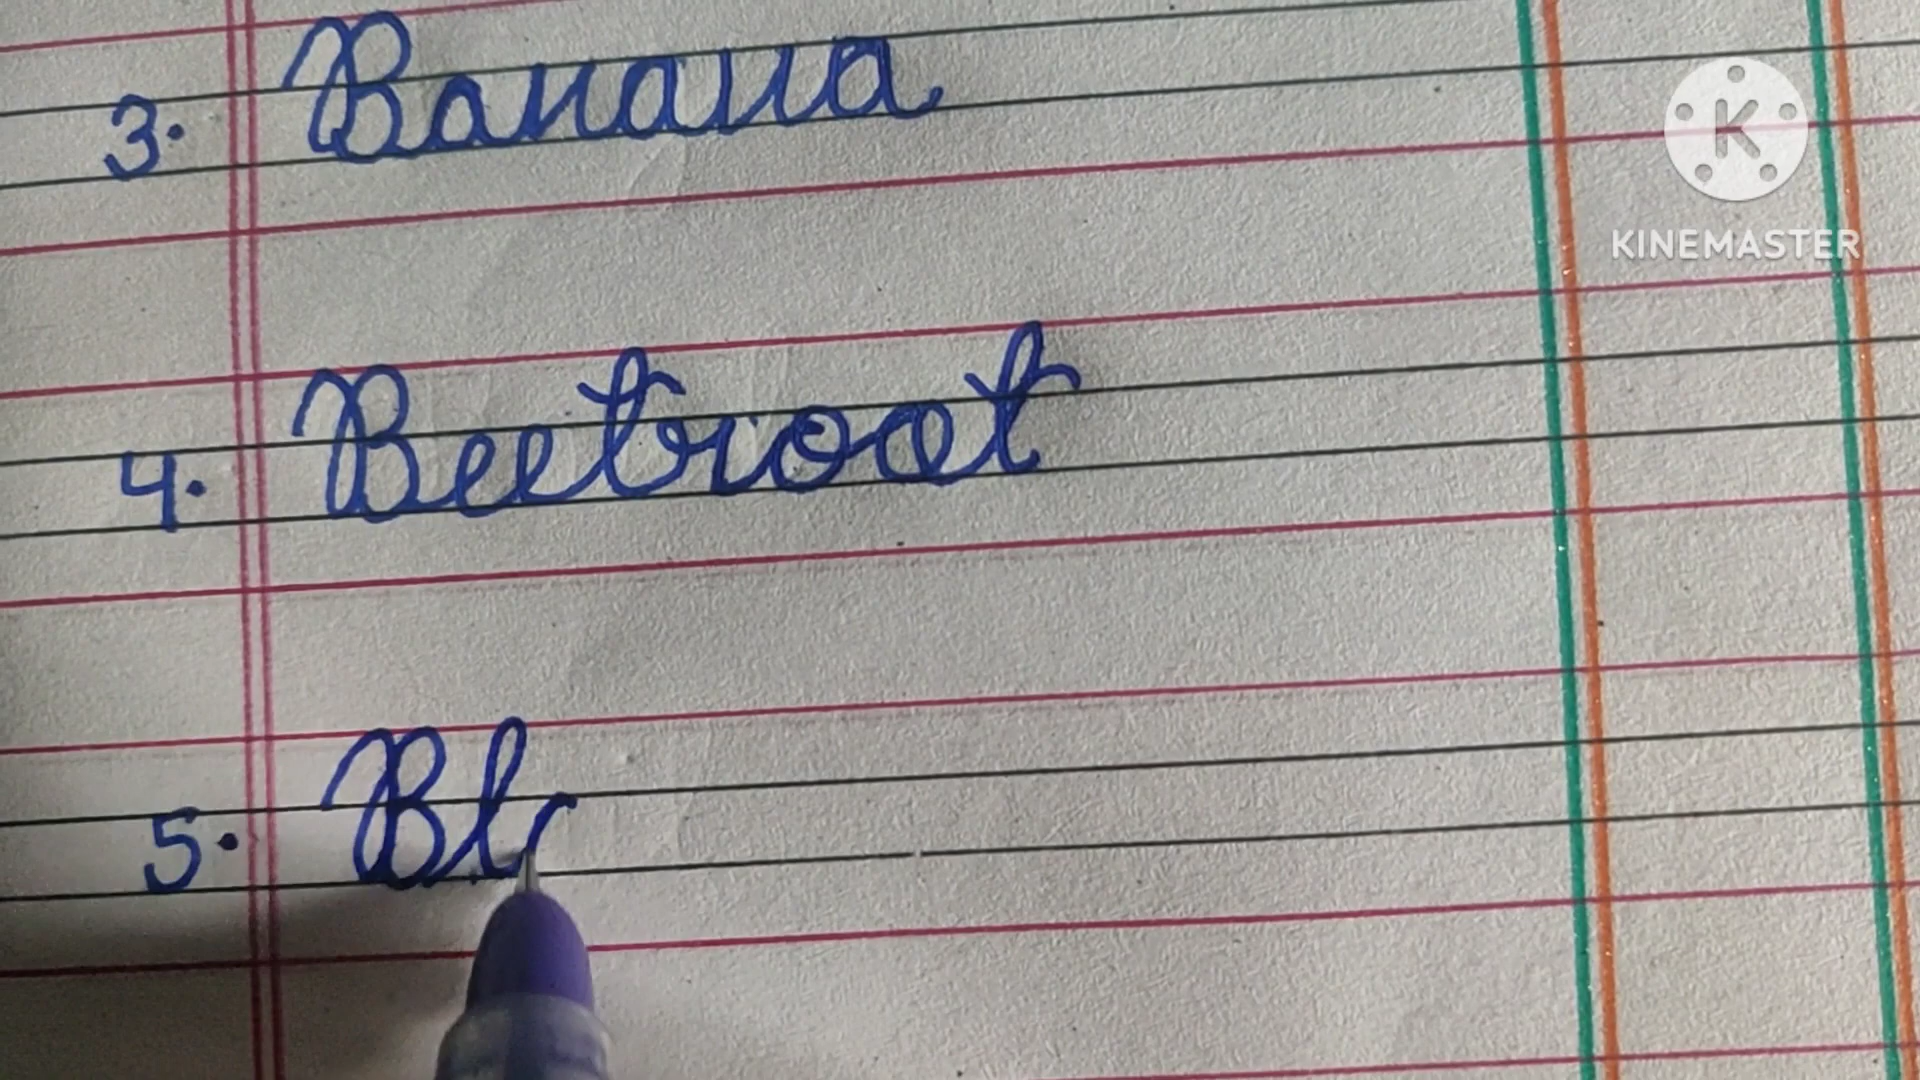 3. Banana
K
KINEMASTER
4. Beetroot
5. Bl